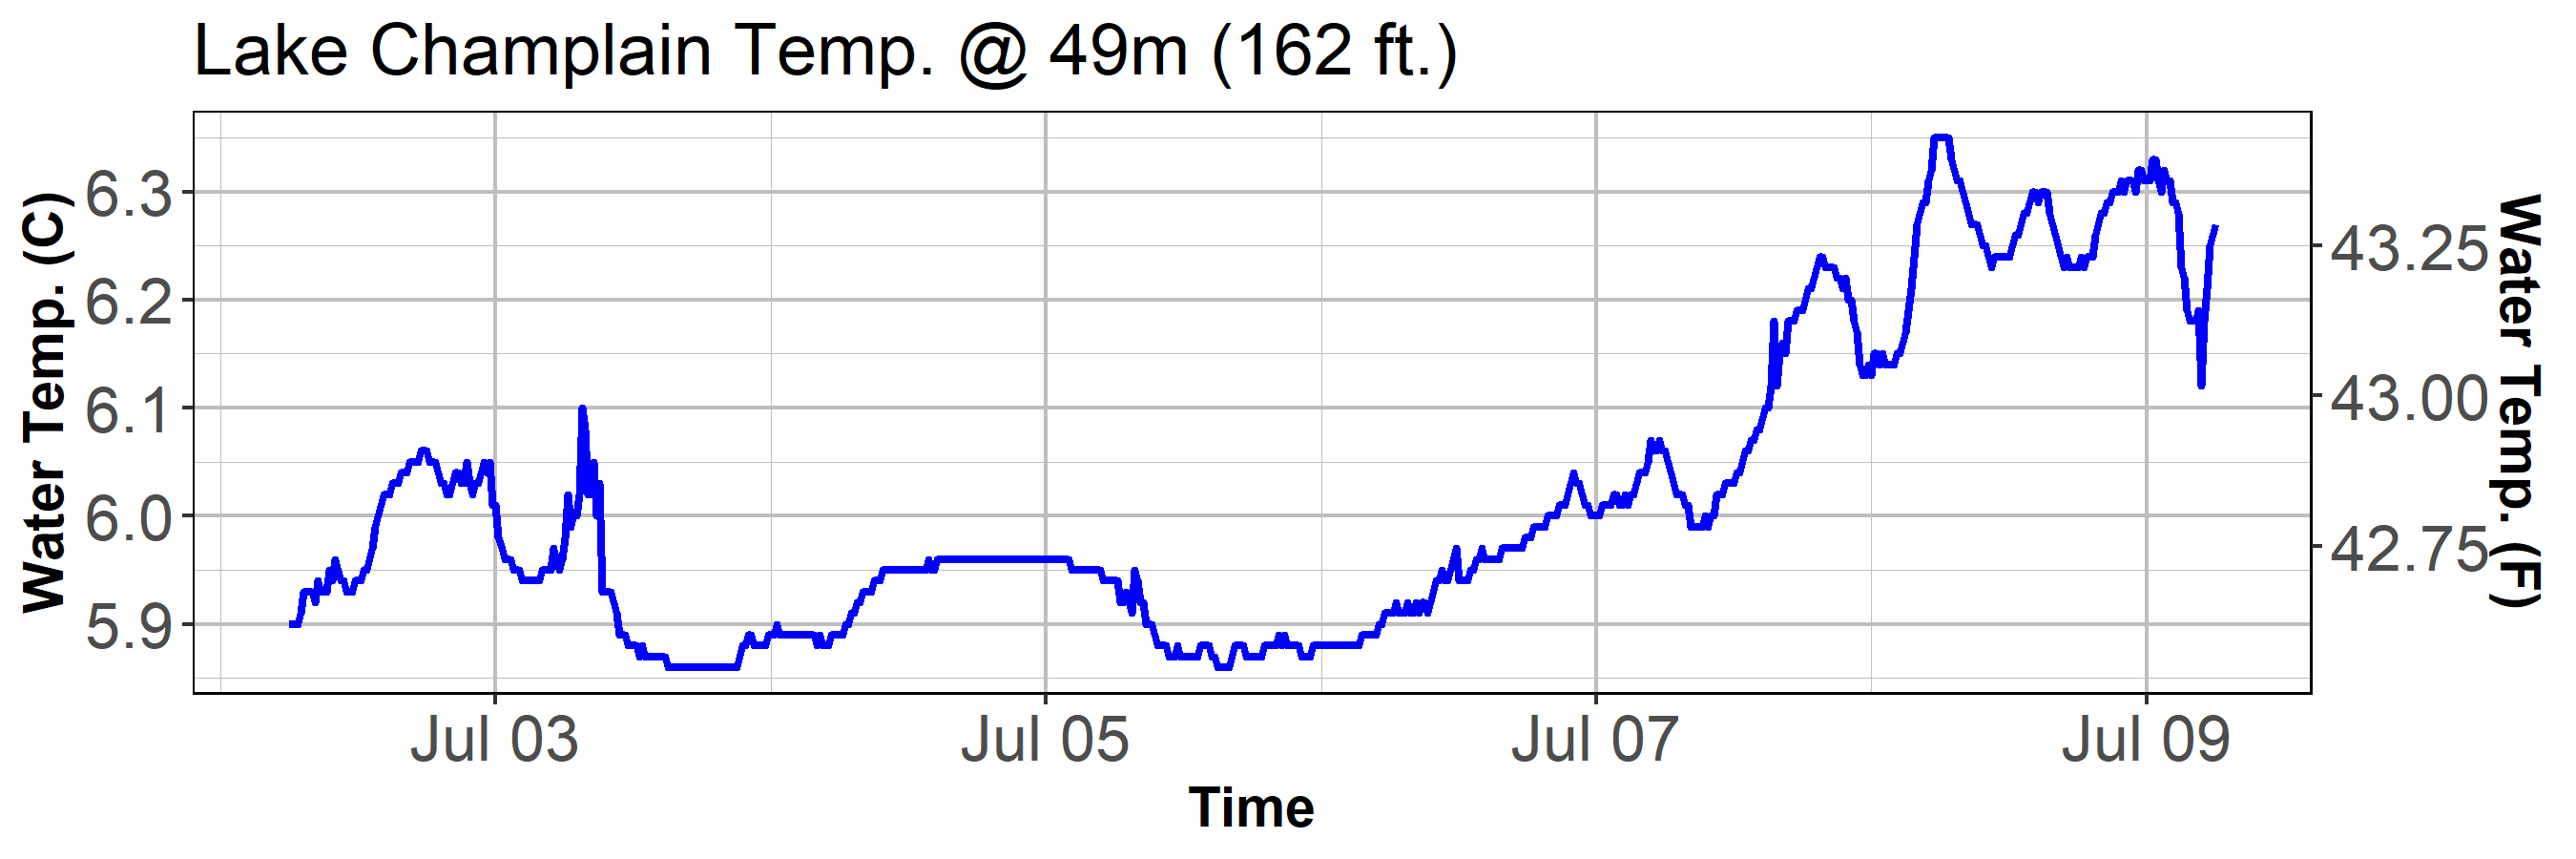 Lake Champlain Temp. @ 49m (162 ft.)
Water Temp. (C)
6.3
6.2
6.1
6.0
5.9
43.25
43.00
42.75
Water Temp. (F)
Jul 03
Jul 05
Jul 07
Jul 09
Time